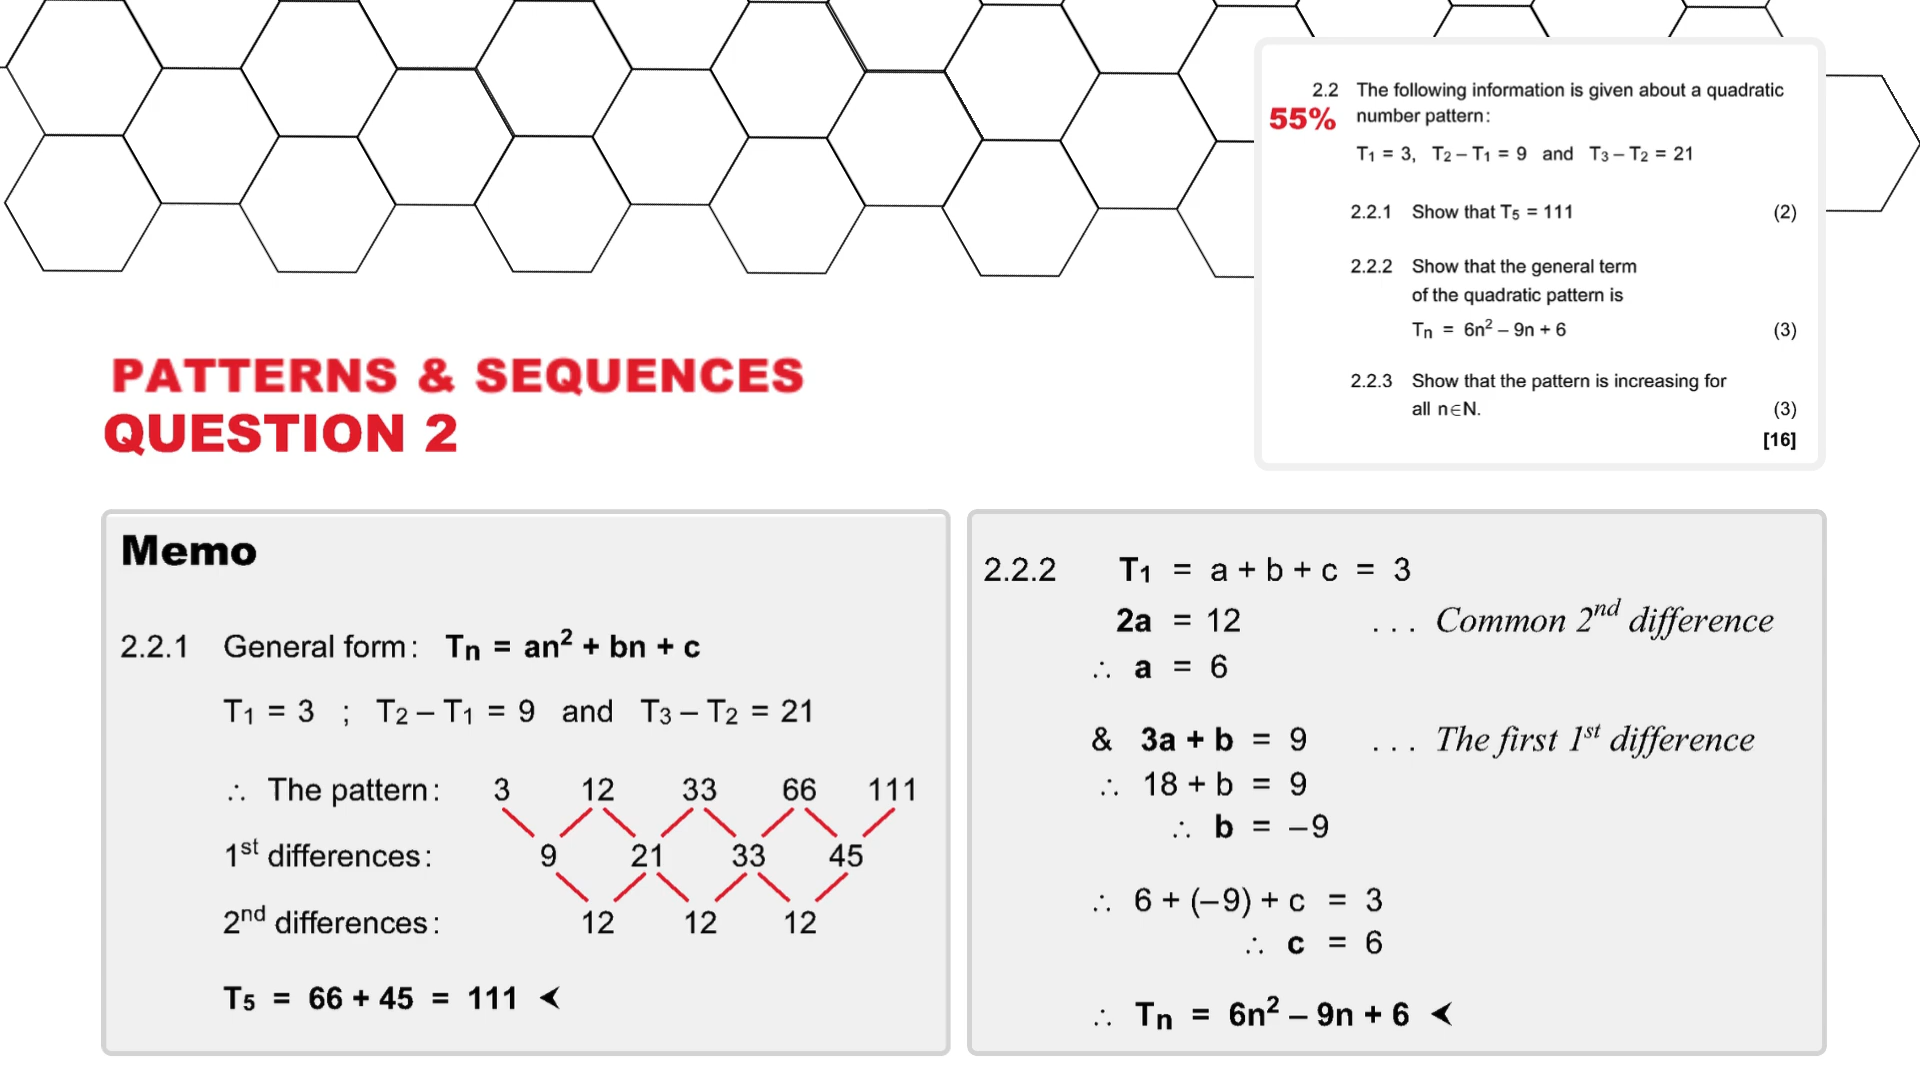 2.2 The following information is given about a quadratic
55% number pattern:
T₁ = 3, T₂ – T₁ = 9 and T₃ – T₂ = 21
2.2.1 Show that T₅ = 111 (2)
2.2.2 Show that the general term
of the quadratic pattern is
Tn = 6n² – 9n + 6 (3)
2.2.3 Show that the pattern is increasing for
all n∈N. (3)
[16]
PATTERNS & SEQUENCES
QUESTION 2
Memo
2.2.1 General form: Tn = an² + bn + c
T₁ = 3 ; T₂ – T₁ = 9 and T₃ – T₂ = 21
∴ The pattern: 3 12 33 66 111
1st differences: 9 21 33 45
2nd differences: 12 12 12
T₅ = 66 + 45 = 111 ⮜
2.2.2 T₁ = a + b + c = 3
2a = 12 . . . Common 2nd difference
∴ a = 6
& 3a + b = 9 . . . The first 1st difference
∴ 18 + b = 9
∴ b = –9
∴ 6 + (–9) + c = 3
∴ c = 6
∴ Tn = 6n² – 9n + 6 ⮜